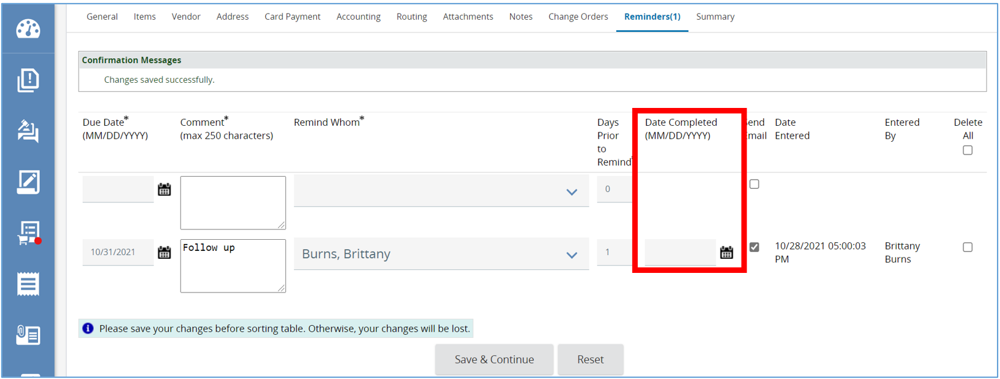 General Items Vendor Address Card Payment Accounting Routing Attachments Notes Change Orders Reminders(1) Summary
Confirmation Messages
Changes saved successfully.
Due Date* Comment* Remind Whom* Days Date Completed end Date Entered Delete
(MM/DD/YYYY) (max 250 characters) Prior (MM/DD/YYYY) mail Entered By All
to
Remind
0
10/31/2021 Follow up Burns, Brittany 1 10/28/2021 05:00:03 Brittany
PM Burns
Please save your changes before sorting table. Otherwise, your changes will be lost.
Save & Continue Reset